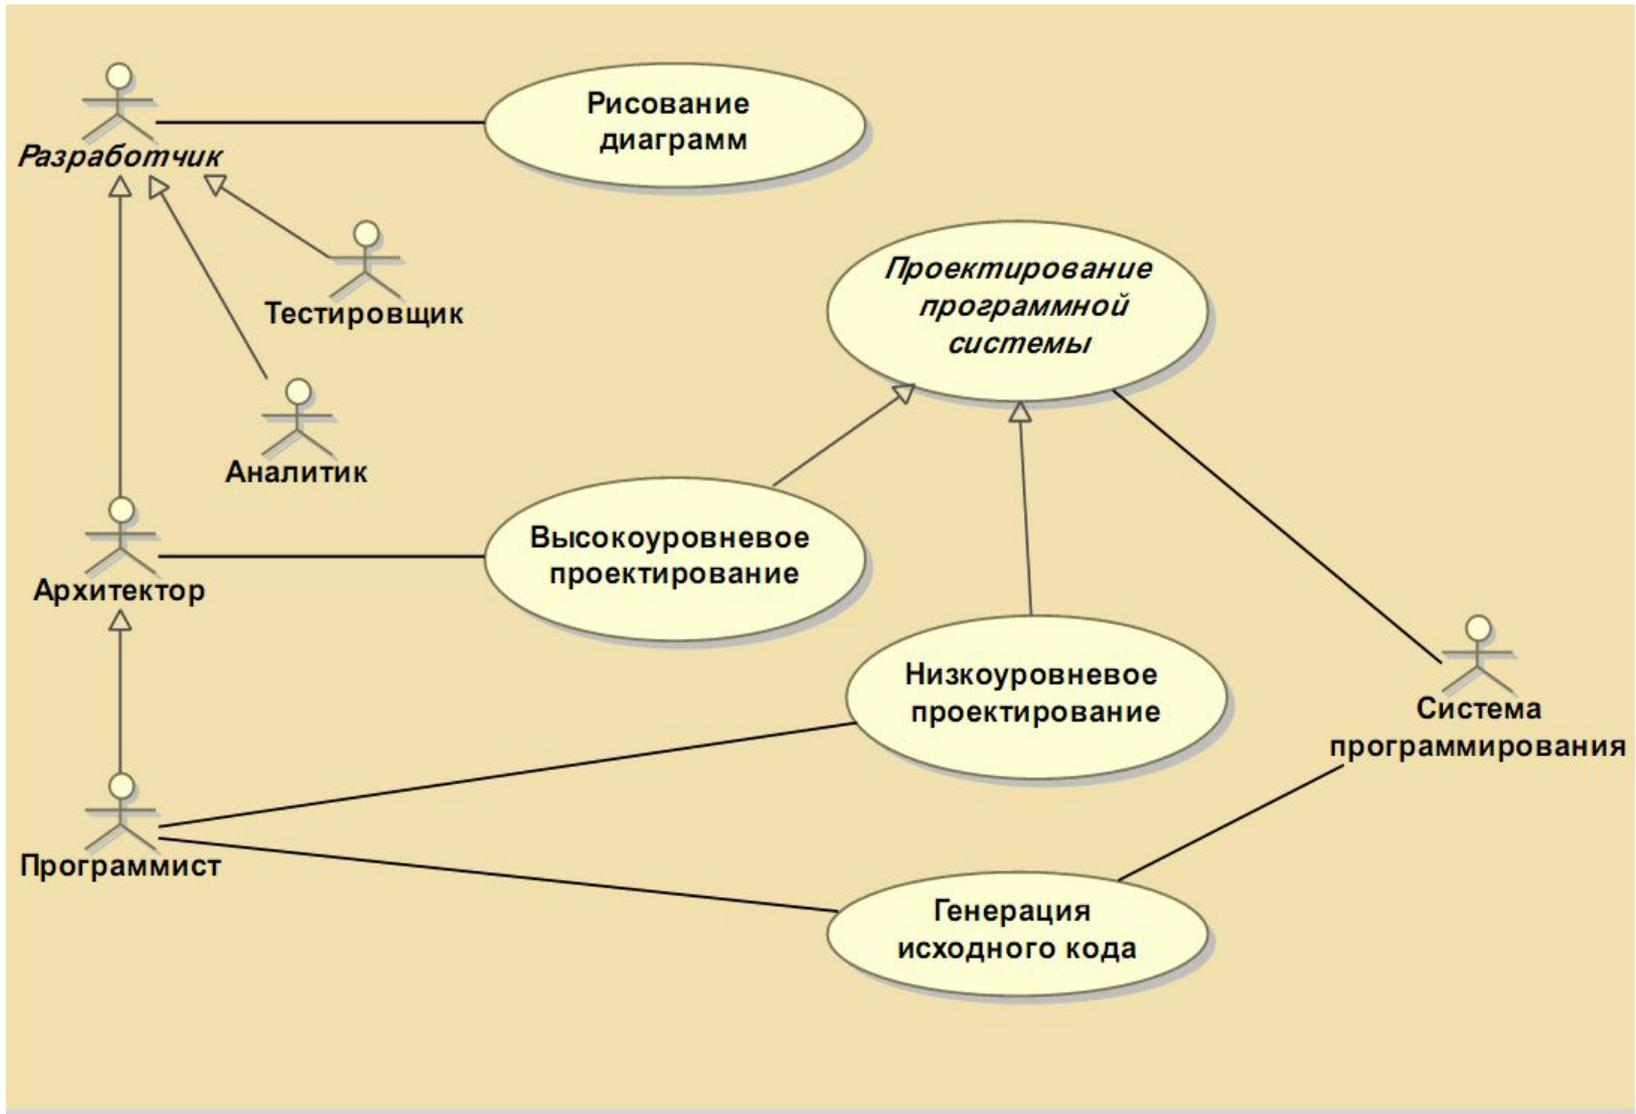 Рисование
диаграмм
Разработчик
Тестировщик
Проектирование
программной
системы
Аналитик
Высокоуровневое
проектирование
Архитектор
Низкоуровневое
проектирование
Система
программирования
Программист
Генерация
исходного кода